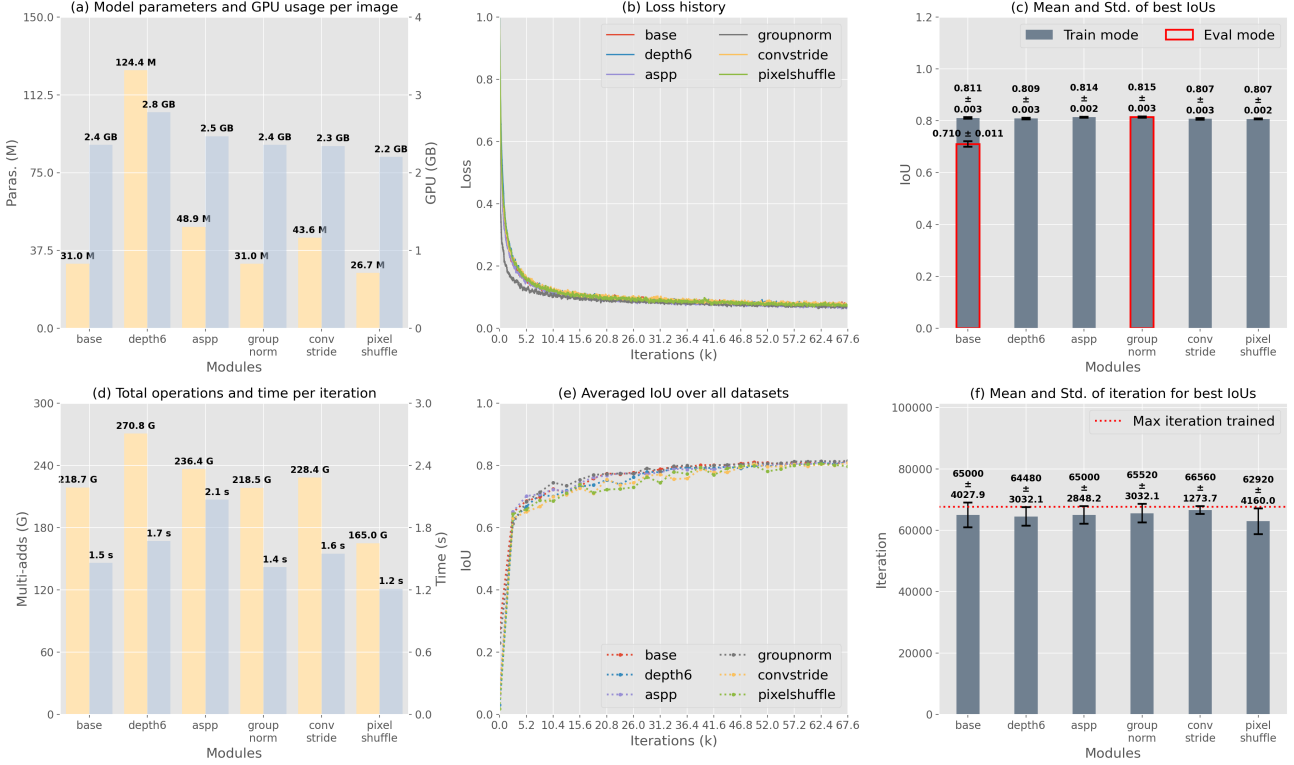 (a) Model parameters and GPU usage per image
150.0
112.5
75.0
37.5
0.0
Paras. (M)
4
3
2
1
0
GPU (GB)
31.0 M
2.4 GB
124.4 M
2.8 GB
48.9 M
2.5 GB
31.0 M
2.4 GB
43.6 M
2.3 GB
26.7 M
2.2 GB
base
depth6
aspp
group
norm
conv
stride
pixel
shuffle
Modules
(b) Loss history
1.0
0.8
0.6
0.4
0.2
0.0
Loss
base
depth6
aspp
groupnorm
convstride
pixelshuffle
0.0 5.2 10.4 15.6 20.8 26.0 31.2 36.4 41.6 46.8 52.0 57.2 62.4 67.6
Iterations (k)
(c) Mean and Std. of best IoUs
1.2
1.0
0.8
0.6
0.4
0.2
0.0
IoU
Train mode
Eval mode
0.811
±
0.003
0.710 ± 0.011
0.809
±
0.003
0.814
±
0.002
0.815
±
0.003
0.807
±
0.003
0.807
±
0.002
base
depth6
aspp
group
norm
conv
stride
pixel
shuffle
Modules
(d) Total operations and time per iteration
300
240
180
120
60
0
Multi-adds (G)
3.0
2.4
1.8
1.2
0.6
0.0
Time (s)
218.7 G
1.5 s
270.8 G
1.7 s
236.4 G
2.1 s
218.5 G
1.4 s
228.4 G
1.6 s
165.0 G
1.2 s
base
depth6
aspp
group
norm
conv
stride
pixel
shuffle
Modules
(e) Averaged IoU over all datasets
1.0
0.8
0.6
0.4
0.2
0.0
IoU
base
depth6
aspp
groupnorm
convstride
pixelshuffle
0.0 5.2 10.4 15.6 20.8 26.0 31.2 36.4 41.6 46.8 52.0 57.2 62.4 67.6
Iterations (k)
(f) Mean and Std. of iteration for best IoUs
100000
80000
60000
40000
20000
0
Iteration
Max iteration trained
65000
±
4027.9
64480
±
3032.1
65000
±
2848.2
65520
±
3032.1
66560
±
1273.7
62920
±
4160.0
base
depth6
aspp
group
norm
conv
stride
pixel
shuffle
Modules